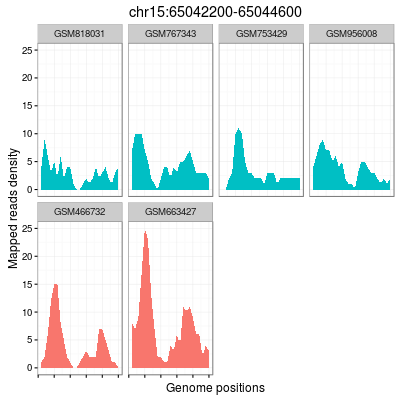 chr15:65042200-65044600
GSM818031 GSM767343 GSM753429 GSM956008
25
20
15
10
5
0
GSM466732 GSM663427
25
20
15
10
5
0
Mapped reads density
Genome positions